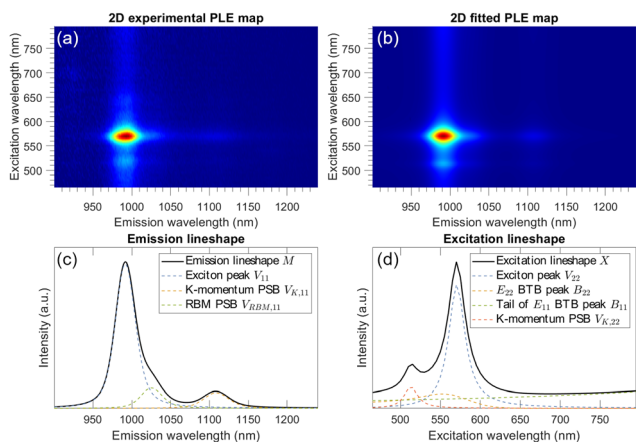 2D experimental PLE map
2D fitted PLE map
(a)
(b)
Excitation wavelength (nm)
750
700
650
600
550
500
950 1000 1050 1100 1150 1200
Emission wavelength (nm)
Excitation wavelength (nm)
750
700
650
600
550
500
950 1000 1050 1100 1150 1200
Emission wavelength (nm)
Emission lineshape
Excitation lineshape
(c)
Emission lineshape M
Exciton peak V₁₁
K-momentum PSB V_{K,11}
RBM PSB V_{RBM,11}
Intensity (a.u.)
950 1000 1050 1100 1150 1200
Emission wavelength (nm)
(d)
Excitation lineshape X
Exciton peak V₂₂
E₂₂ BTB peak B₂₂
Tail of E₁₁ BTB peak B₁₁
K-momentum PSB V_{K,22}
Intensity (a.u.)
500 550 600 650 700 750
Excitation wavelength (nm)